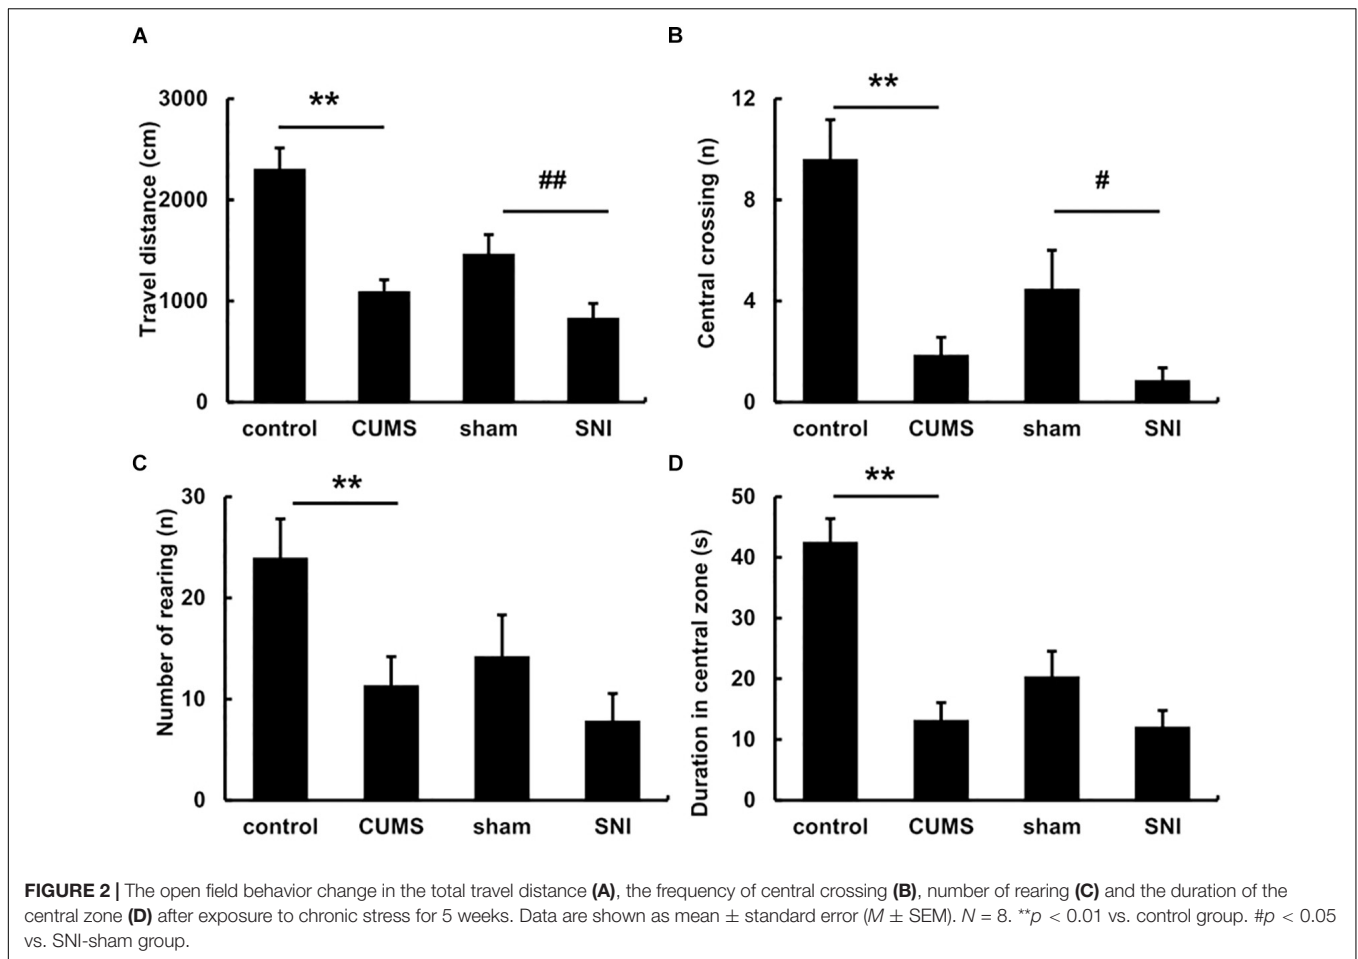 A
**
##
3000
2000
1000
0
Travel distance (cm)
control CUMS sham SNI
B
**
#
12
8
4
0
Central crossing (n)
control CUMS sham SNI
C
**
30
20
10
0
Number of rearing (n)
control CUMS sham SNI
D
**
50
40
30
20
10
0
Duration in central zone (s)
control CUMS sham SNI
FIGURE 2 | The open field behavior change in the total travel distance (A), the frequency of central crossing (B), number of rearing (C) and the duration of the
central zone (D) after exposure to chronic stress for 5 weeks. Data are shown as mean ± standard error (M ± SEM). N = 8. **p < 0.01 vs. control group. #p < 0.05
vs. SNI-sham group.